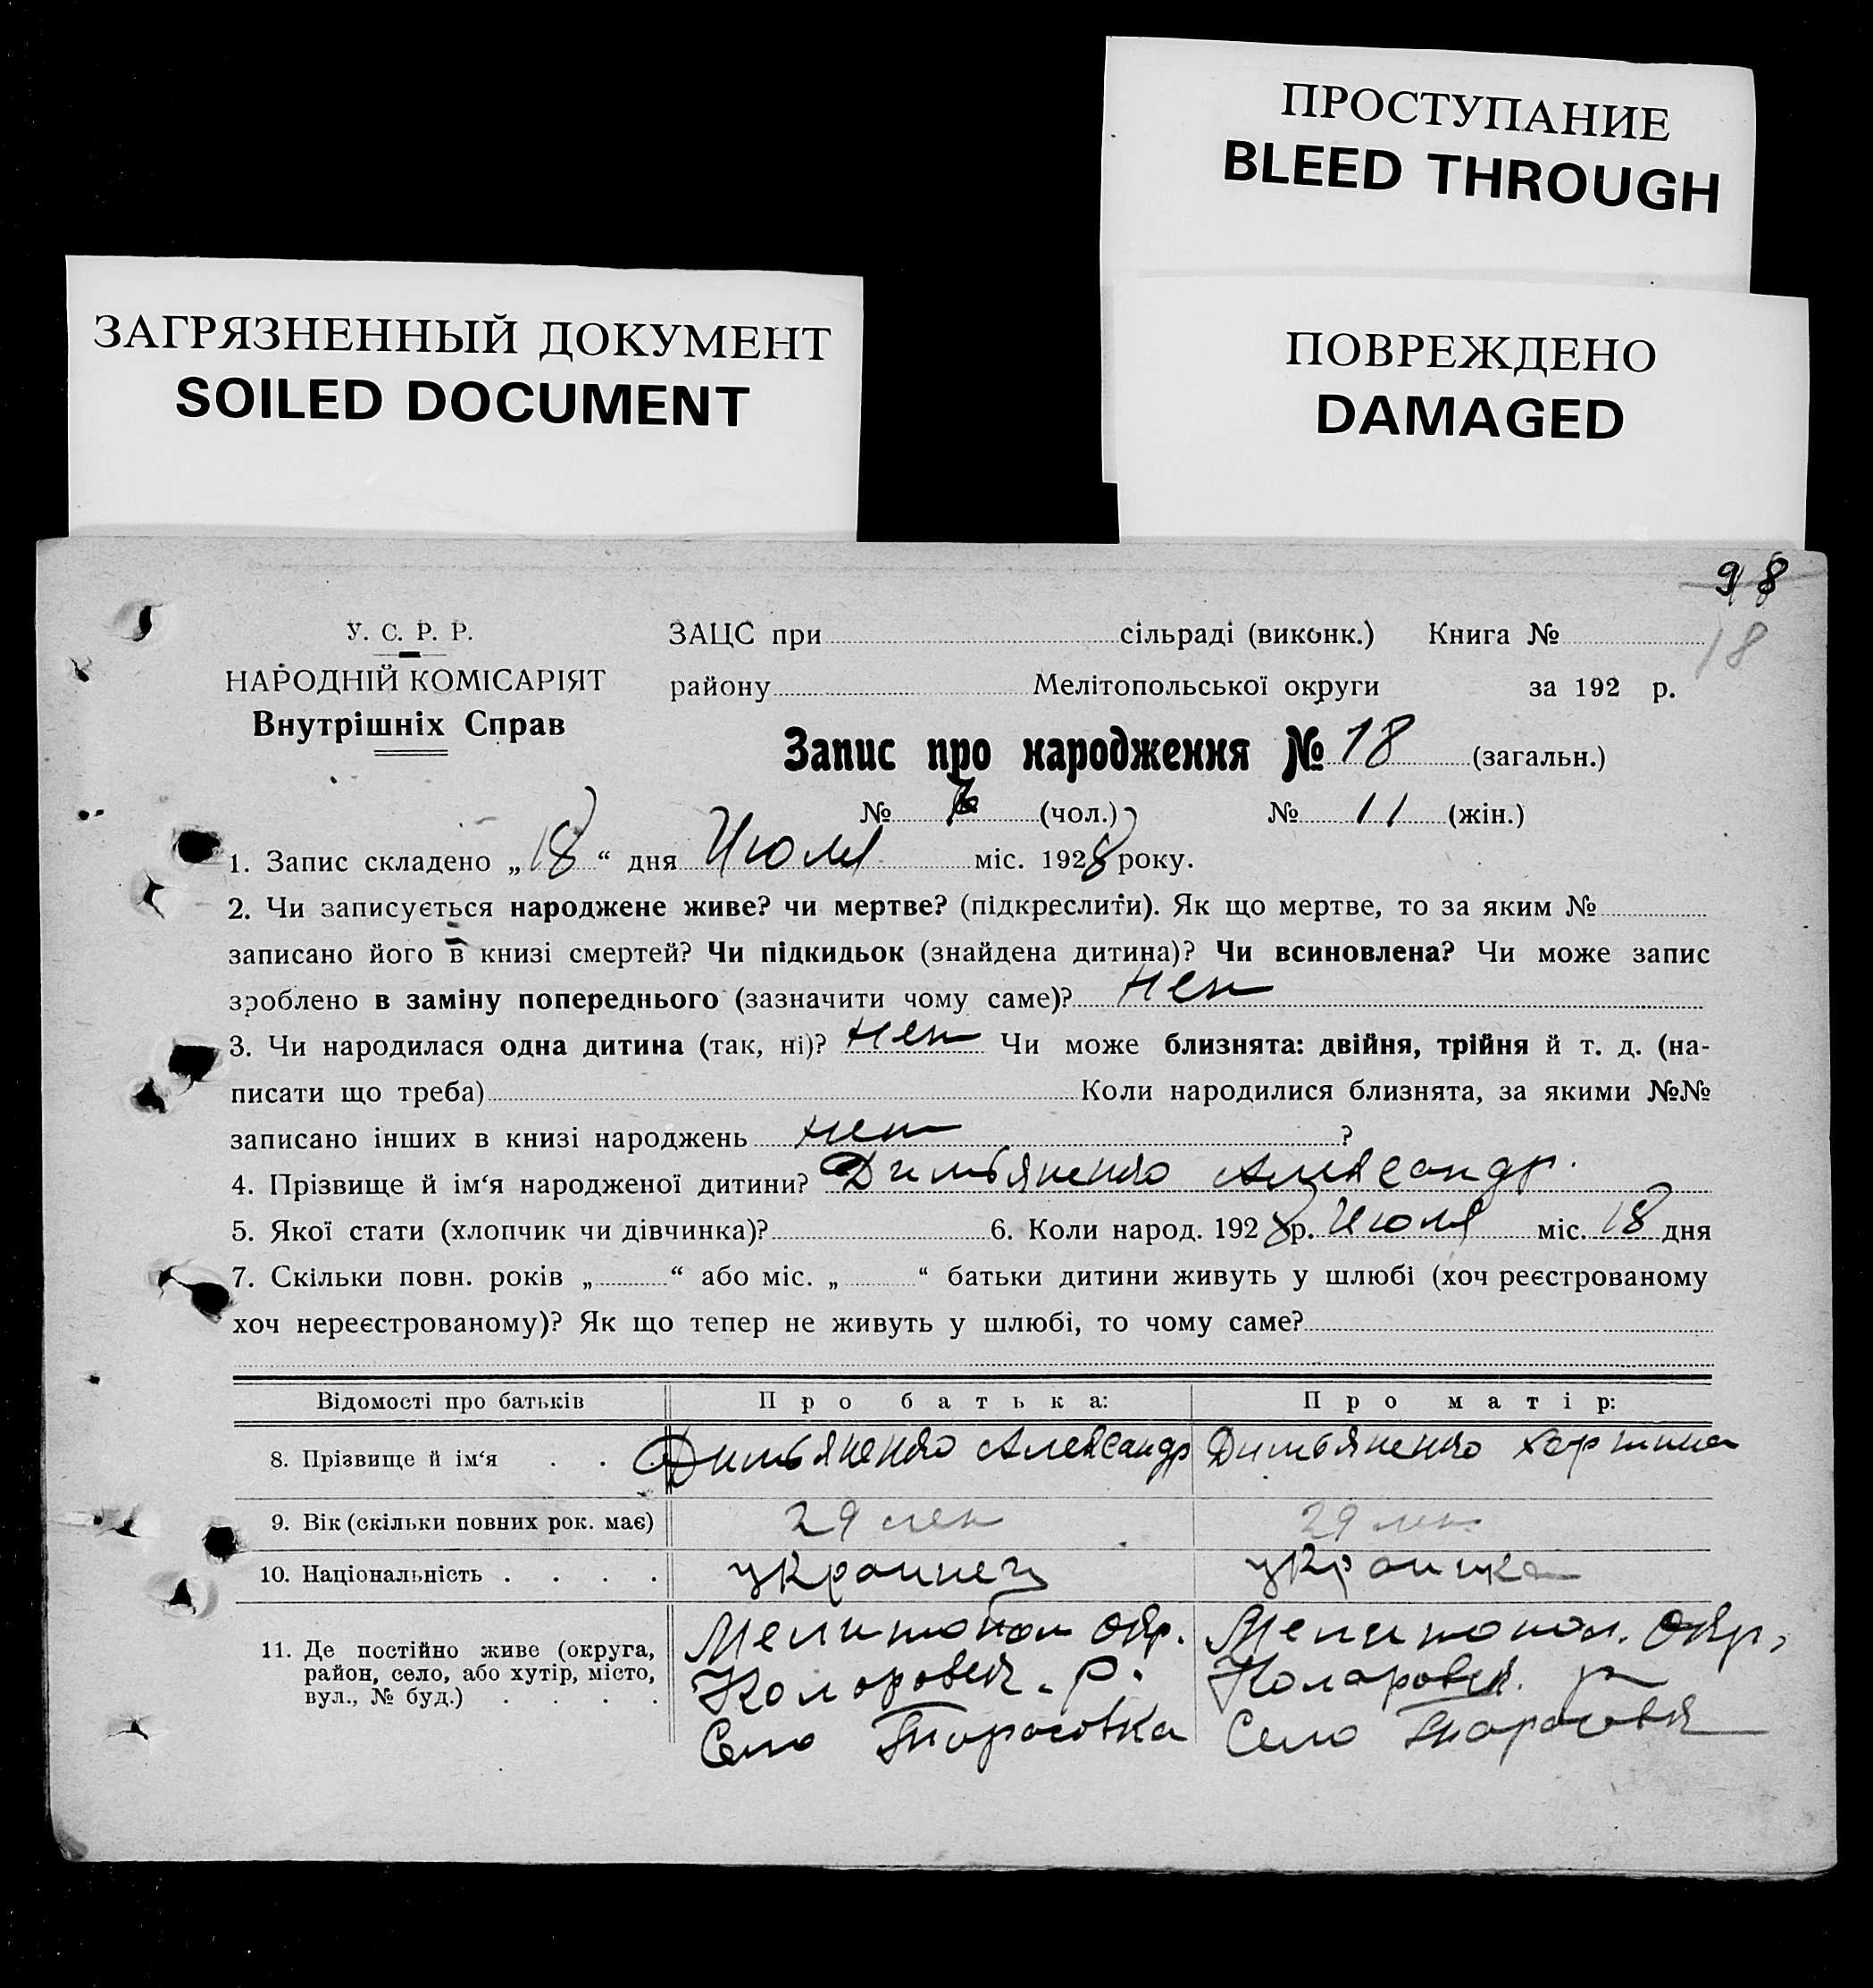 ПРОСТУПАНИЕ
BLEED THROUGH
ЗАГРЯЗНЕННЫЙ ДОКУМЕНТ
SOILED DOCUMENT
ПОВРЕЖДЕНО
DAMAGED
98
18
У. С. Р. Р.
НАРОДНІЙ КОМІСАРІЯТ
Внутрішніх Справ
ЗАЦС при сільраді (виконк.) Книга №
району Мелітопольської округи за 192 р.
Запис про народження № 18 (загальн.)
№ (чол.) № 11 (жін.)
1. Запис складено „18“ дня Июля міс. 1928 року.
2. Чи записується народжене живе? чи мертве? (підкреслити). Як що мертве, то за яким №
записано його в книзі смертей? Чи підкидьок (знайдена дитина)? Чи всиновлена? Чи може запис
зроблено в заміну попереднього (зазначити чому саме)? нет
3. Чи народилася одна дитина (так, ні)? нет Чи може близнята: двійня, трійня й т. д. (на-
писати що треба) Коли народилися близнята, за якими №№
записано інших в книзі народжень нет ?
4. Прізвище й ім‘я народженої дитини? Александр.
5. Якої стати (хлопчик чи дівчинка)? 6. Коли народ. 1928 р. Июля міс. 18 дня
7. Скільки повн. років „ “ або міс. „ “ батьки дитини живуть у шлюбі (хоч реєстрованому
хоч нереєстрованому)? Як що тепер не живуть у шлюбі, то чому саме?
Відомості про батьків Про батька: Про матір:
8. Прізвище й ім‘я . . . Александр
9. Вік (скільки повних рок. має) 29 лет 29 лет
10. Національність . . . . украинец украинка
11. Де постійно живе (округа, район, село, або хутір, місто, вул., № буд.) . . . .
Мелитопол окр. Мелитопол. окр.
Коларовск. р. Коларовск. р
Село Тарасовка Село Тарасовк